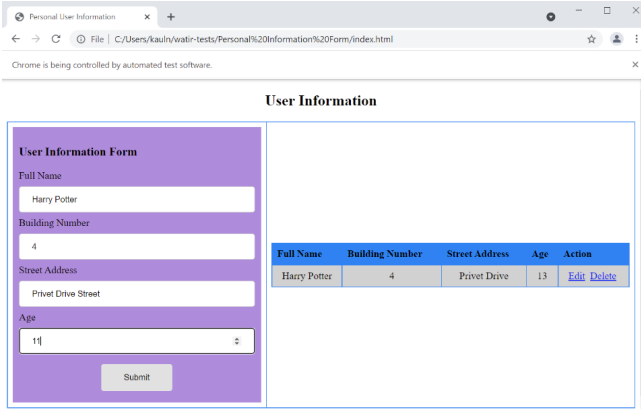 Personal User Information
File | C:/Users/kauln/watir-tests/Personal%20Information%20Form/index.html
Chrome is being controlled by automated test software.
User Information
User Information Form
Full Name
Harry Potter
Building Number
4
Street Address
Privet Drive Street
Age
11
Submit
Full Name Building Number Street Address Age Action
Harry Potter 4 Privet Drive 13 Edit Delete